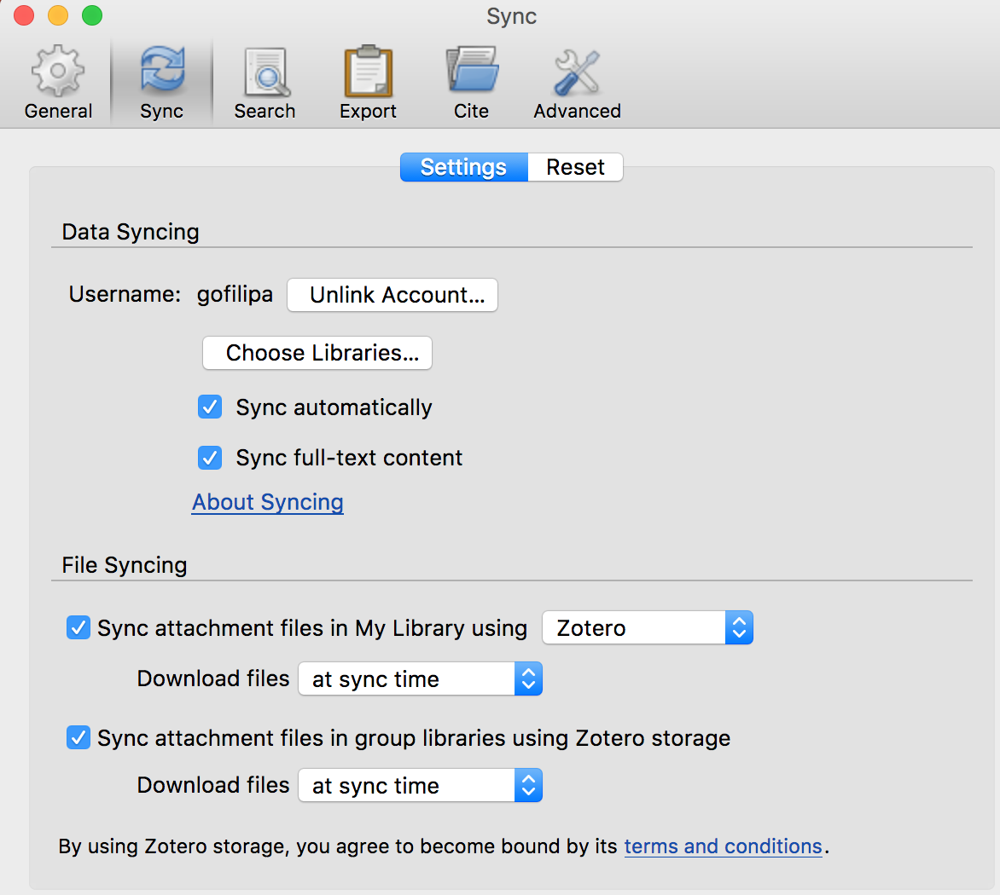 Sync
General Sync Search Export Cite Advanced
Settings Reset
Data Syncing
Username: gofilipa Unlink Account...
Choose Libraries...
Sync automatically
Sync full-text content
About Syncing
File Syncing
Sync attachment files in My Library using Zotero
Download files at sync time
Sync attachment files in group libraries using Zotero storage
Download files at sync time
By using Zotero storage, you agree to become bound by its terms and conditions.